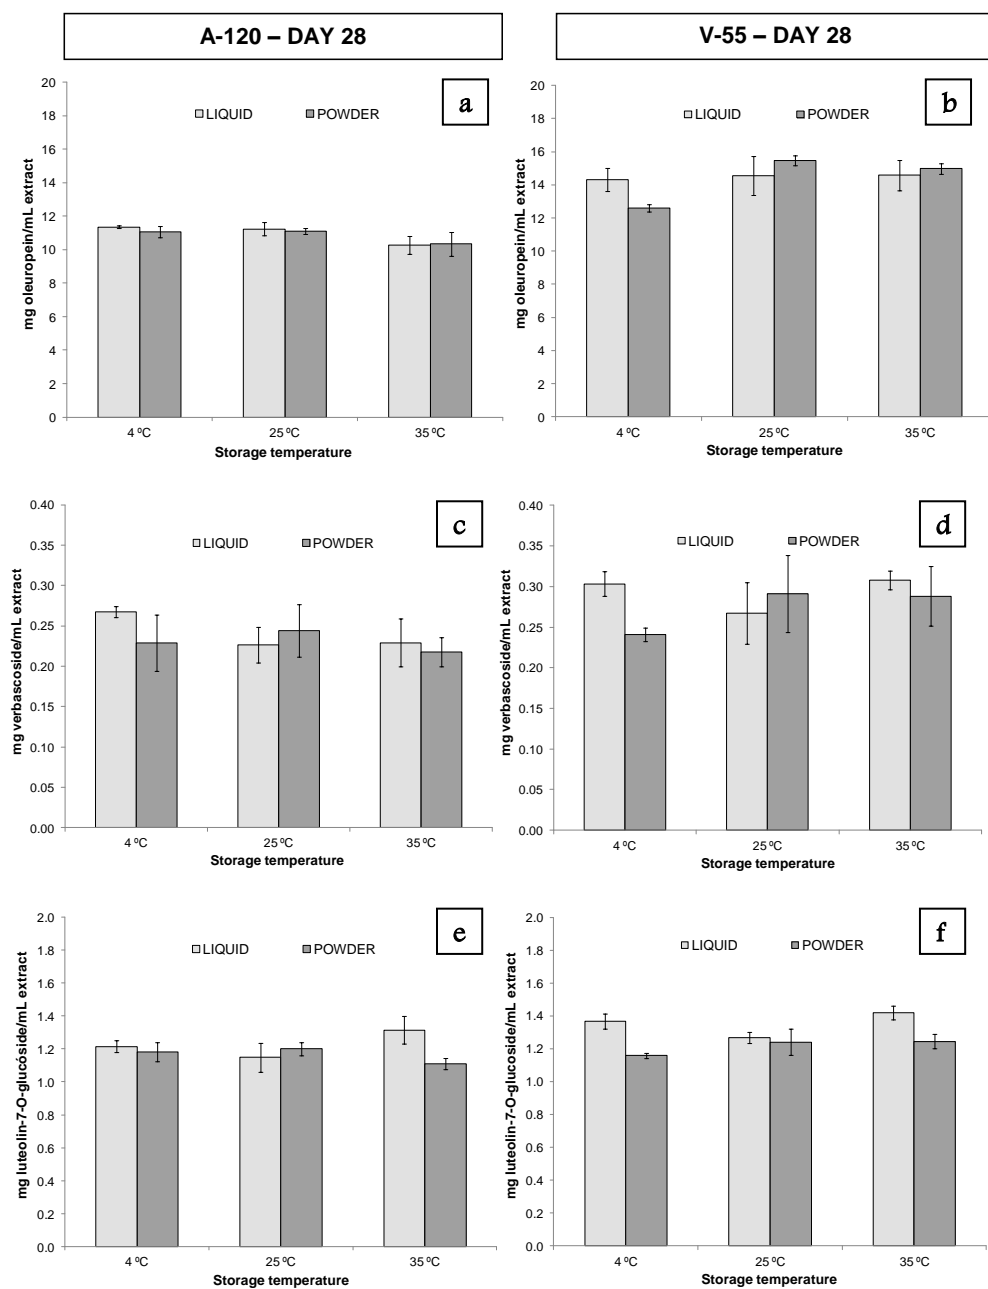 A-120 – DAY 28
V-55 – DAY 28
a
LIQUID POWDER
mg oleuropein/mL extract
20
18
16
14
12
10
8
6
4
2
0
4 ºC 25 ºC 35 ºC
Storage temperature
b
LIQUID POWDER
mg oleuropein/mL extract
20
18
16
14
12
10
8
6
4
2
0
4 ºC 25 ºC 35 ºC
Storage temperature
c
LIQUID POWDER
mg verbascoside/mL extract
0.40
0.35
0.30
0.25
0.20
0.15
0.10
0.05
0.00
4 ºC 25 ºC 35 ºC
Storage temperature
d
LIQUID POWDER
mg verbascoside/mL extract
0.40
0.35
0.30
0.25
0.20
0.15
0.10
0.05
0.00
4 ºC 25 ºC 35 ºC
Storage temperature
e
LIQUID POWDER
mg luteolin-7-O-glucóside/mL extract
2.0
1.8
1.6
1.4
1.2
1.0
0.8
0.6
0.4
0.2
0.0
4 ºC 25 ºC 35 ºC
Storage temperature
f
LIQUID POWDER
mg luteolin-7-O-glucoside/mL extract
2.0
1.8
1.6
1.4
1.2
1.0
0.8
0.6
0.4
0.2
0.0
4 ºC 25 ºC 35 ºC
Storage temperature